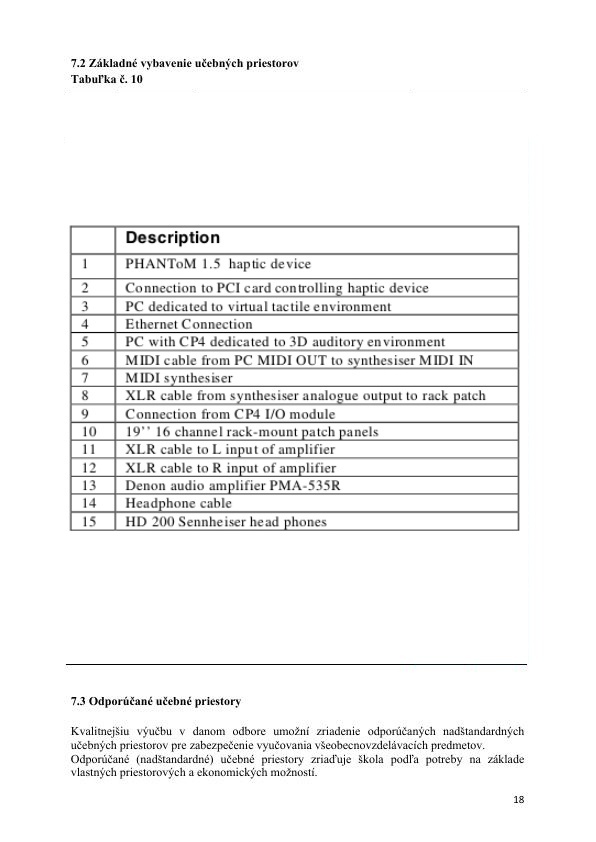 7.2 Základné vybavenie učebných priestorov
Tabuľka č. 10
Description
1 PHANToM 1.5 haptic device
2 Connection to PCI card controlling haptic device
3 PC dedicated to virtual tactile environment
4 Ethernet Connection
5 PC with CP4 dedicated to 3D auditory environment
6 MIDI cable from PC MIDI OUT to synthesiser MIDI IN
7 MIDI synthesiser
8 XLR cable from synthesiser analogue output to rack patch
9 Connection from CP4 I/O module
10 19’’ 16 channel rack-mount patch panels
11 XLR cable to L input of amplifier
12 XLR cable to R input of amplifier
13 Denon audio amplifier PMA-535R
14 Headphone cable
15 HD 200 Sennheiser head phones
7.3 Odporúčané učebné priestory
Kvalitnejšiu výučbu v danom odbore umožní zriadenie odporúčaných nadštandardných
učebných priestorov pre zabezpečenie vyučovania všeobecnovzdelávacích predmetov.
Odporúčané (nadštandardné) učebné priestory zriaďuje škola podľa potreby na základe
vlastných priestorových a ekonomických možností.
18